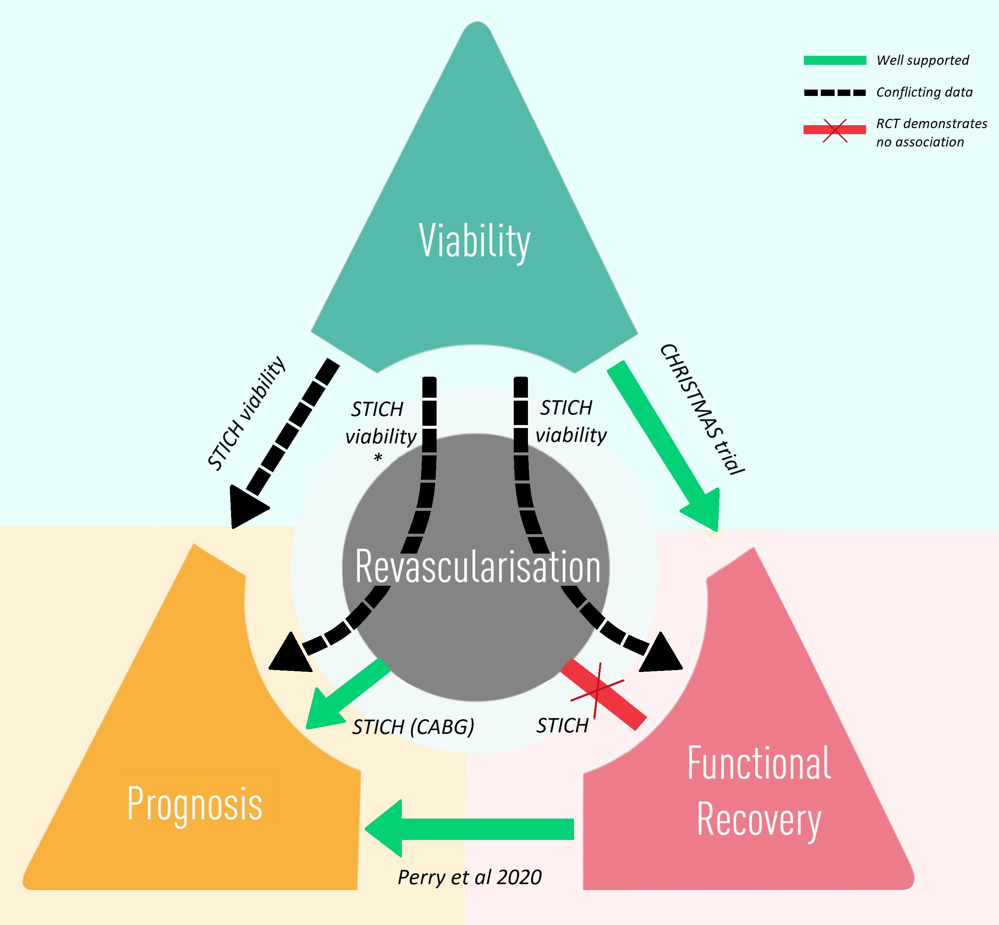 Well supported
Conflicting data
RCT demonstrates
no association
Viability
STICH viability
CHRISTMAS trial
STICH
viability
*
STICH
viability
Revascularisation
STICH (CABG)
STICH
Prognosis
Functional
Recovery
Perry et al 2020